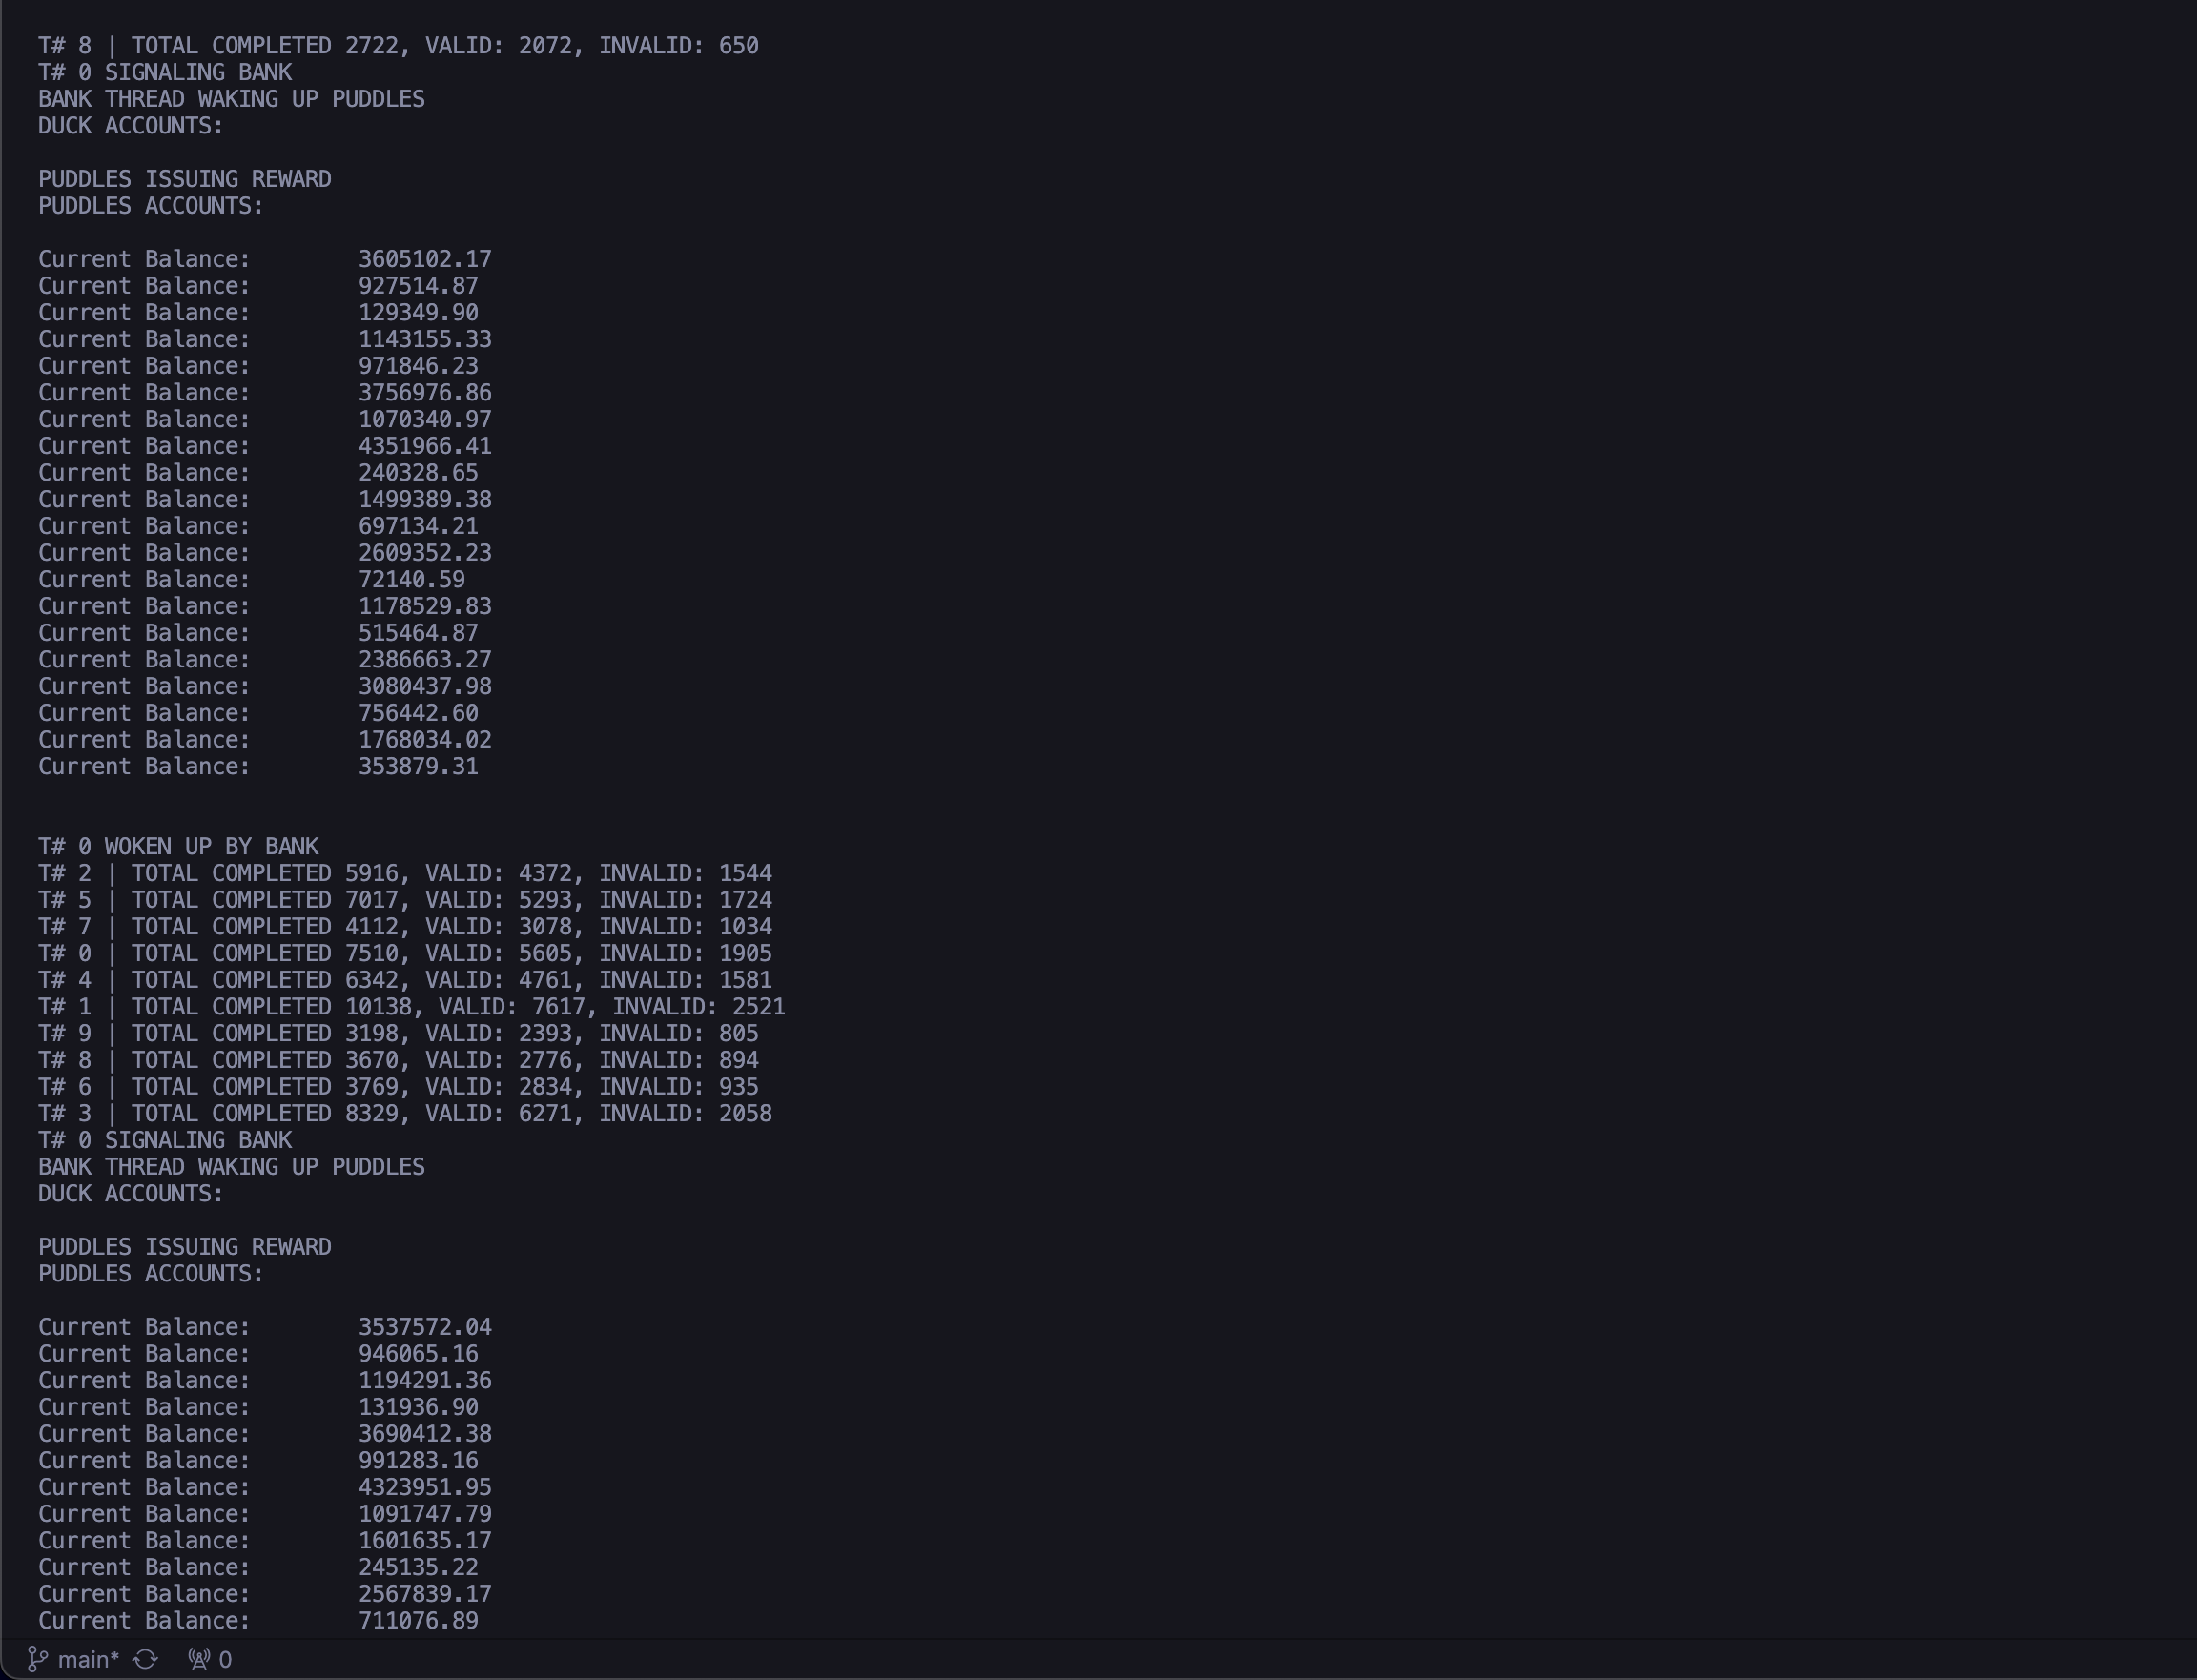 T# 8 | TOTAL COMPLETED 2722, VALID: 2072, INVALID: 650
T# 0 SIGNALING BANK
BANK THREAD WAKING UP PUDDLES
DUCK ACCOUNTS:
PUDDLES ISSUING REWARD
PUDDLES ACCOUNTS:
Current Balance: 3605102.17
Current Balance: 927514.87
Current Balance: 129349.90
Current Balance: 1143155.33
Current Balance: 971846.23
Current Balance: 3756976.86
Current Balance: 1070340.97
Current Balance: 4351966.41
Current Balance: 240328.65
Current Balance: 1499389.38
Current Balance: 697134.21
Current Balance: 2609352.23
Current Balance: 72140.59
Current Balance: 1178529.83
Current Balance: 515464.87
Current Balance: 2386663.27
Current Balance: 3080437.98
Current Balance: 756442.60
Current Balance: 1768034.02
Current Balance: 353879.31
T# 0 WOKEN UP BY BANK
T# 2 | TOTAL COMPLETED 5916, VALID: 4372, INVALID: 1544
T# 5 | TOTAL COMPLETED 7017, VALID: 5293, INVALID: 1724
T# 7 | TOTAL COMPLETED 4112, VALID: 3078, INVALID: 1034
T# 0 | TOTAL COMPLETED 7510, VALID: 5605, INVALID: 1905
T# 4 | TOTAL COMPLETED 6342, VALID: 4761, INVALID: 1581
T# 1 | TOTAL COMPLETED 10138, VALID: 7617, INVALID: 2521
T# 9 | TOTAL COMPLETED 3198, VALID: 2393, INVALID: 805
T# 8 | TOTAL COMPLETED 3670, VALID: 2776, INVALID: 894
T# 6 | TOTAL COMPLETED 3769, VALID: 2834, INVALID: 935
T# 3 | TOTAL COMPLETED 8329, VALID: 6271, INVALID: 2058
T# 0 SIGNALING BANK
BANK THREAD WAKING UP PUDDLES
DUCK ACCOUNTS:
PUDDLES ISSUING REWARD
PUDDLES ACCOUNTS:
Current Balance: 3537572.04
Current Balance: 946065.16
Current Balance: 1194291.36
Current Balance: 131936.90
Current Balance: 3690412.38
Current Balance: 991283.16
Current Balance: 4323951.95
Current Balance: 1091747.79
Current Balance: 1601635.17
Current Balance: 245135.22
Current Balance: 2567839.17
Current Balance: 711076.89
main* 0